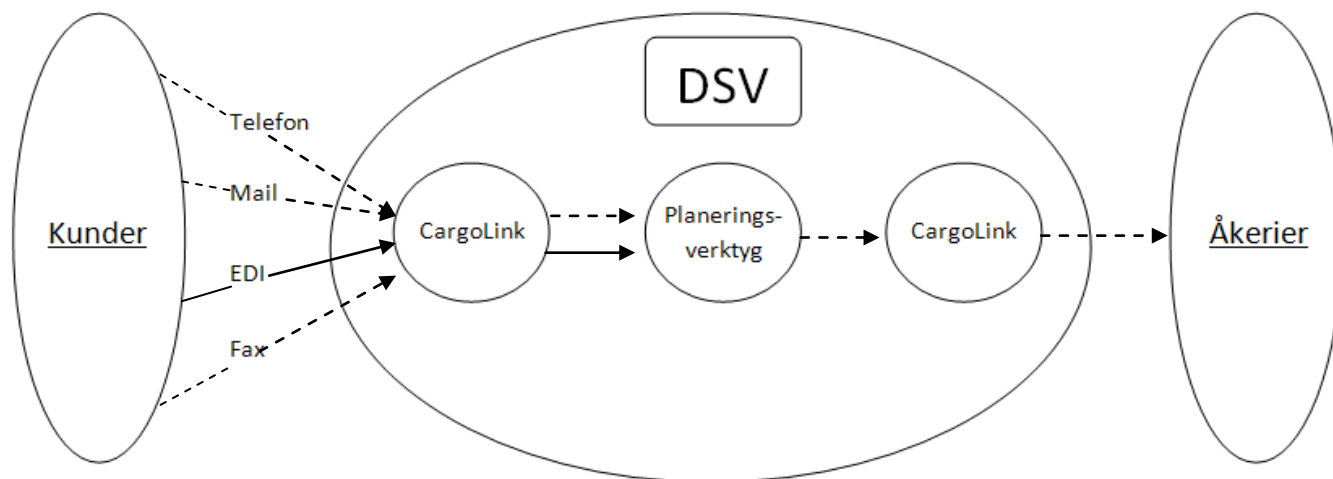 DSV
Telefon
Mail
Kunder
EDI
Fax
CargoLink
Planerings-
verktyg
CargoLink
Åkerier